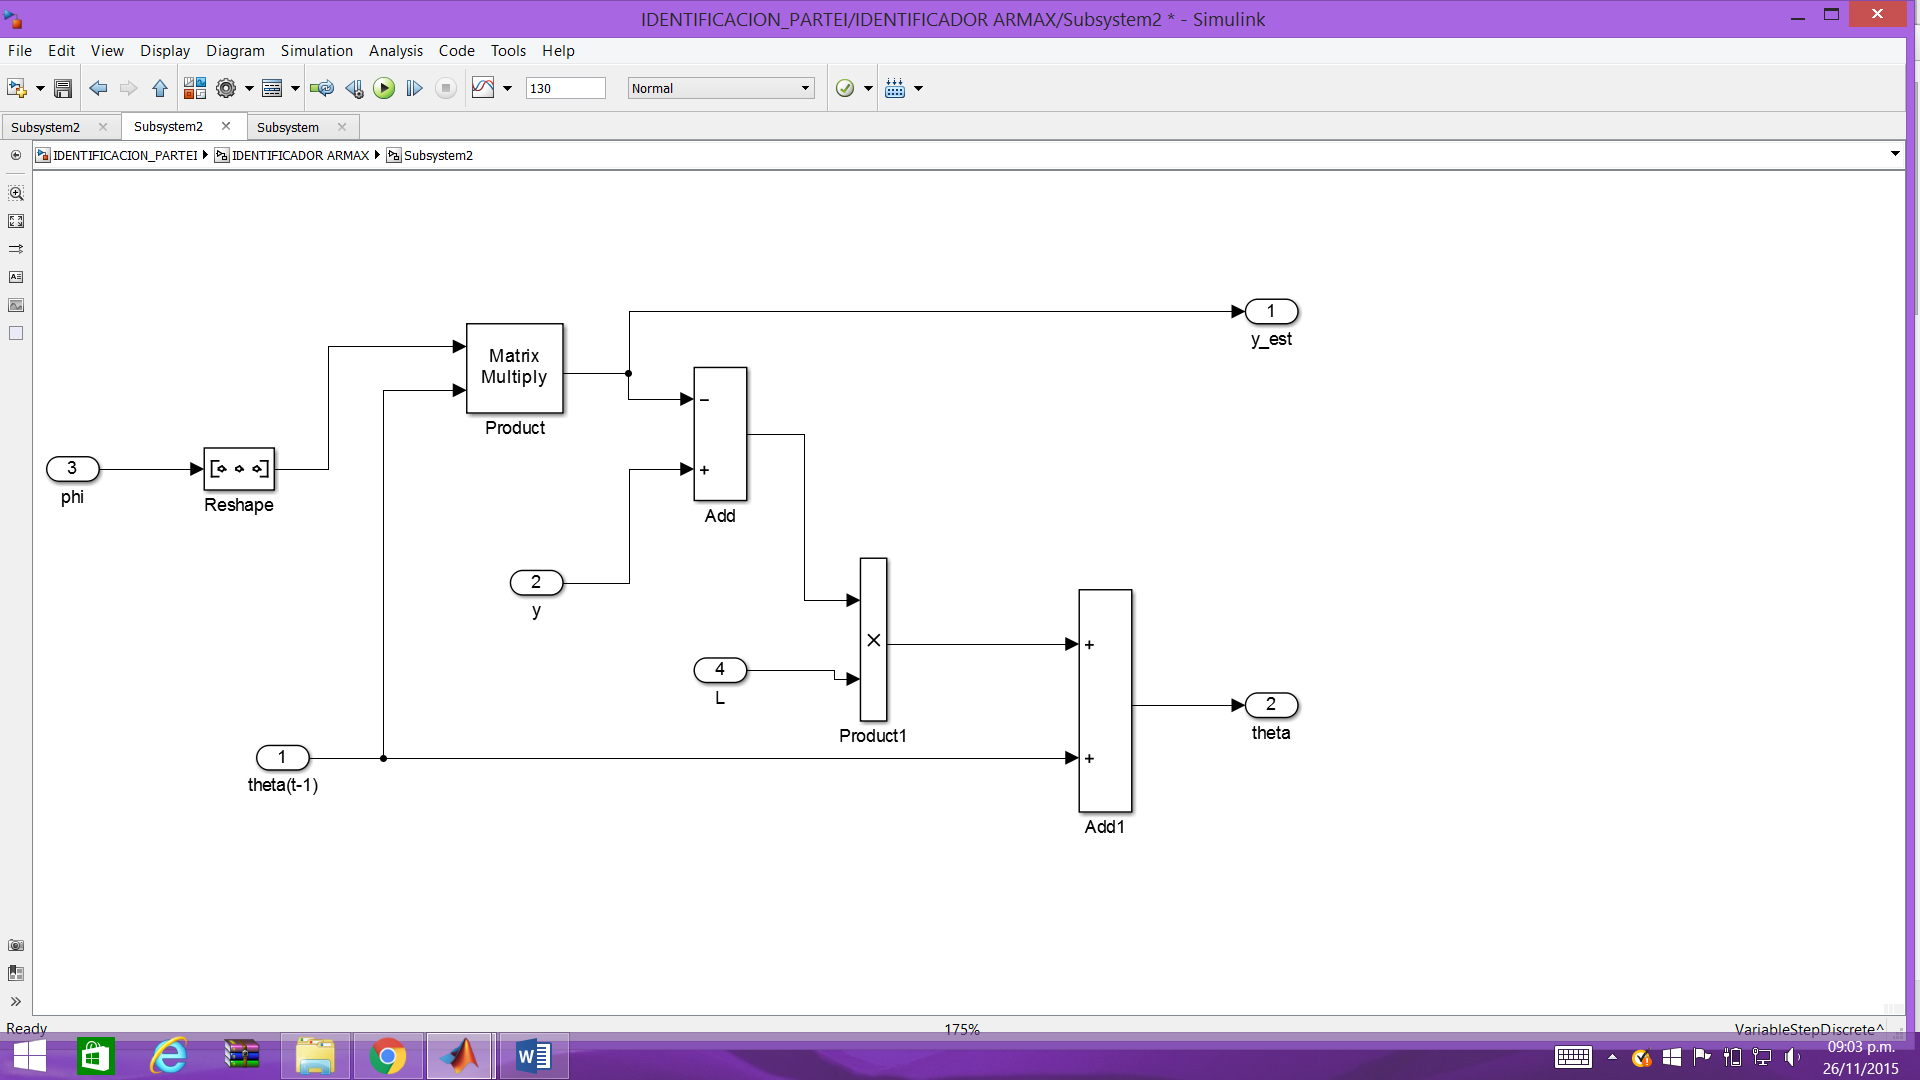 IDENTIFICACION_PARTEI/IDENTIFICADOR ARMAX/Subsystem2 * - Simulink
File Edit View Display Diagram Simulation Analysis Code Tools Help
130 Normal
Subsystem2 Subsystem2 Subsystem
IDENTIFICACION_PARTEI IDENTIFICADOR ARMAX Subsystem2
1
y_est
Matrix
Multiply
Product
−
+
Add
3
phi
Reshape
2
y
×
Product1
4
L
+
+
Add1
2
theta
1
theta(t-1)
Ready 175% VariableStepDiscrete^
09:03 p.m.
26/11/2015